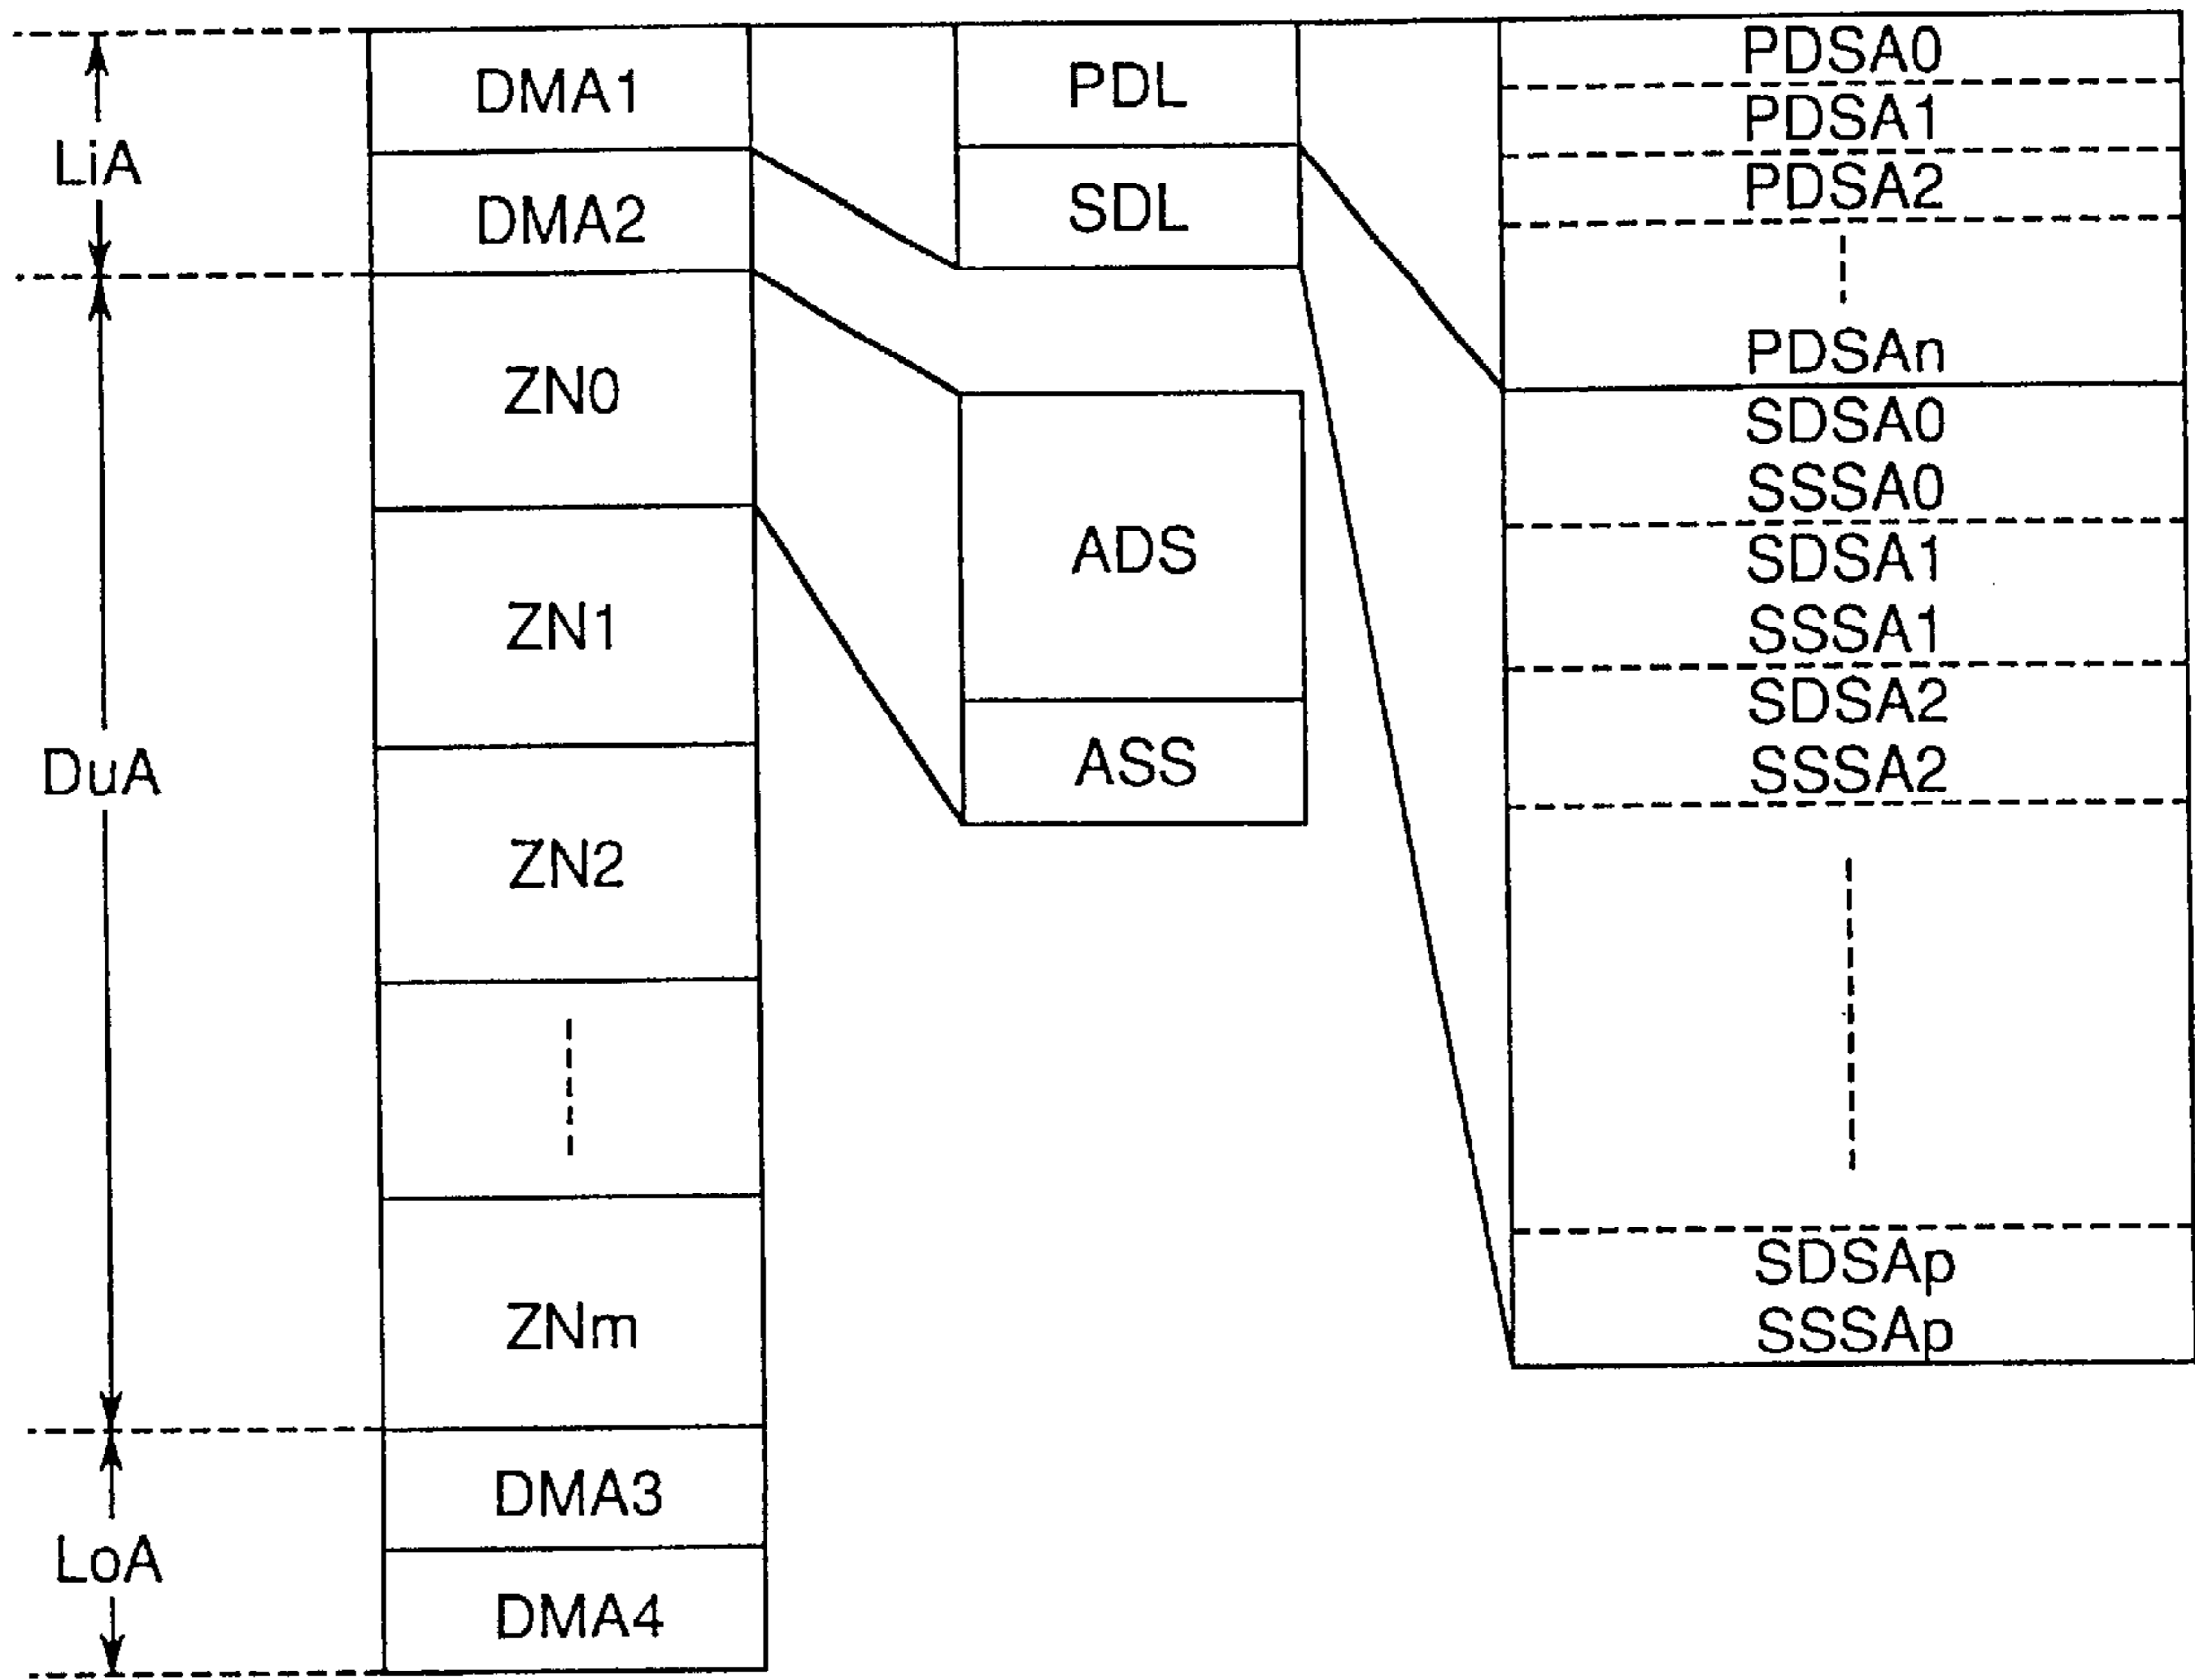 LiA
DuA
LoA
DMA1
DMA2
ZN0
ZN1
ZN2
ZNm
DMA3
DMA4
PDL
SDL
ADS
ASS
PDSA0
PDSA1
PDSA2
PDSAn
SDSA0
SSSA0
SDSA1
SSSA1
SDSA2
SSSA2
SDSAp
SSSAp